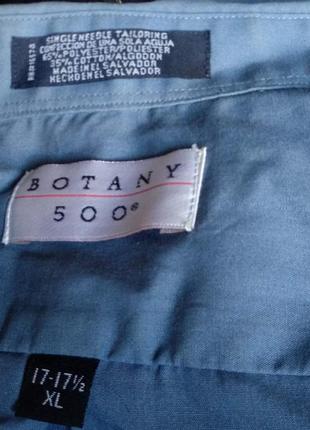 SINGLE NEEDLE TAILORING
CONFECCION DE UNA SOLA AGUJA
65% POLYESTER/POLIESTER
35% COTTON/ALGODON
MADE IN EL SALVADOR
HECHO EN EL SALVADOR
BOTANY
500®
17-17½
XL